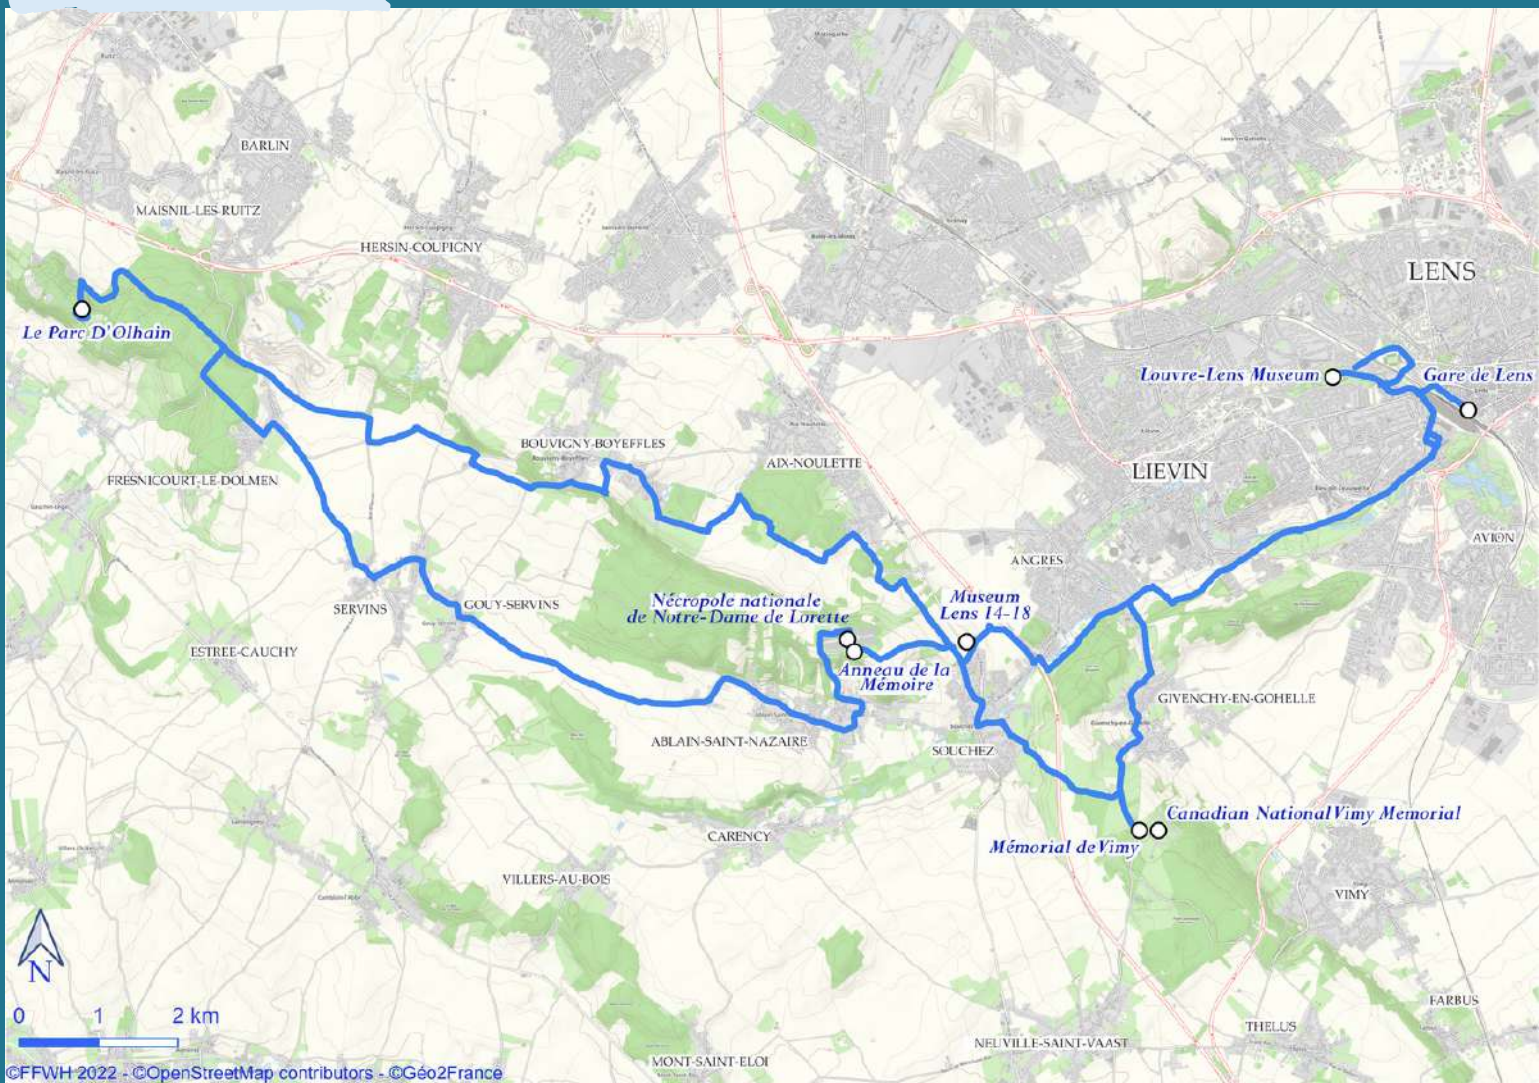 BARLIN
MAISNIL-LES-RUITZ
HERSIN-COUPIGNY
LENS
Le Parc D'Olhain
Louvre-Lens Museum
Gare de Lens
BOUVIGNY-BOYEFFLES
AIX-NOULETTE
LIEVIN
FRESNICOURT-LE-DOLMEN
AVION
ANGRES
SERVINS
GOUY-SERVINS
Nécropole nationale
de Notre-Dame de Lorette
Museum
Lens 14-18
ESTREE-CAUCHY
Anneau de la
Mémoire
GIVENCHY-EN-GOHELLE
ABLAIN-SAINT-NAZAIRE
SOUCHEZ
Canadian National Vimy Memorial
CARENCY
Mémorial de Vimy
VILLERS-AU-BOIS
VIMY
N
FARBUS
0 1 2 km
THELUS
NEUVILLE-SAINT-VAAST
MONT-SAINT-ELOI
©FFWH 2022 - ©OpenStreetMap contributors - ©Géo2France